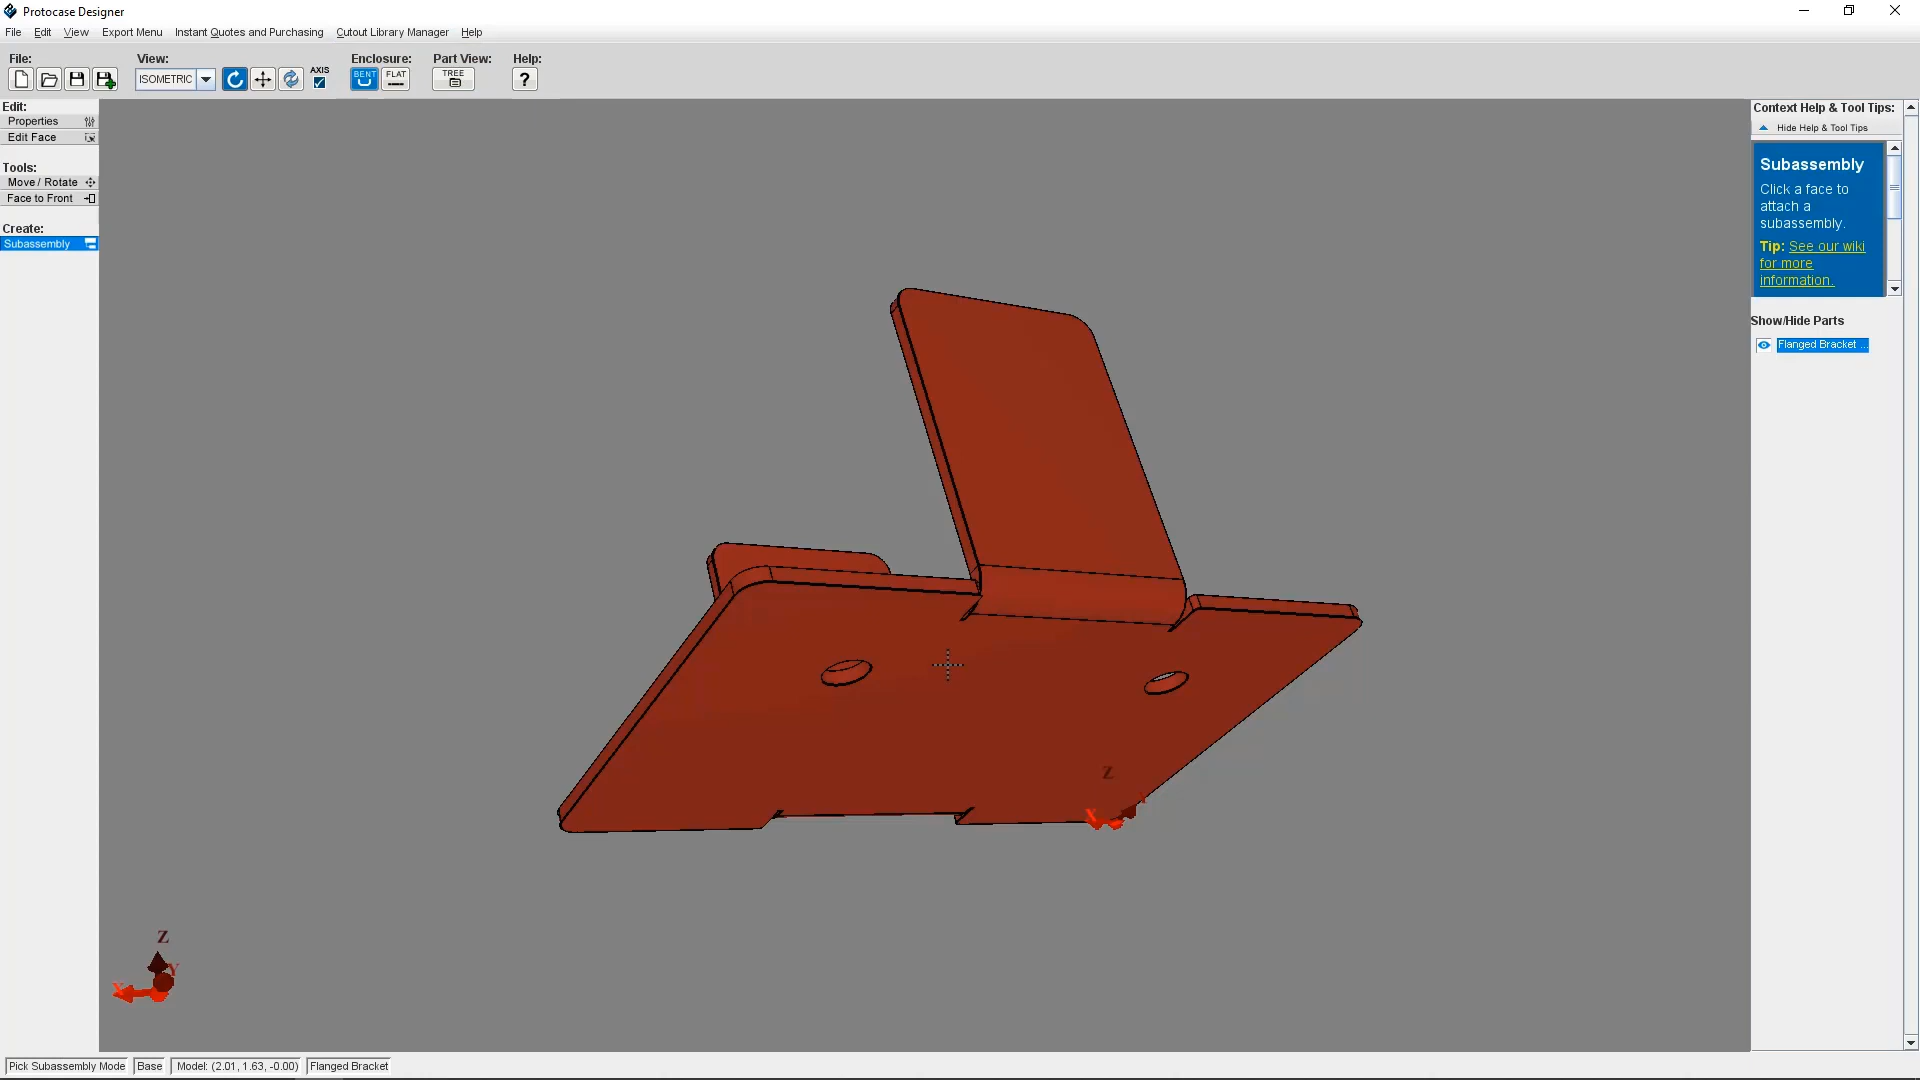 Protocase Designer
File Edit View Export Menu Instant Quotes and Purchasing Cutout Library Manager Help
File: View: Enclosure: Part View: Help:
ISOMETRIC AXIS BENT FLAT TREE ?
Edit:
Properties
Edit Face
Tools:
Move / Rotate
Face to Front
Create:
Subassembly
Context Help & Tool Tips:
Hide Help & Tool Tips
Subassembly
Click a face to
attach a
subassembly.
Tip: See our wiki
for more
information.
Show/Hide Parts
Flanged Bracket ...
Z
X Y
Z
Y
X
Pick Subassembly Mode Base Model: (2.01, 1.63, -0.00) Flanged Bracket